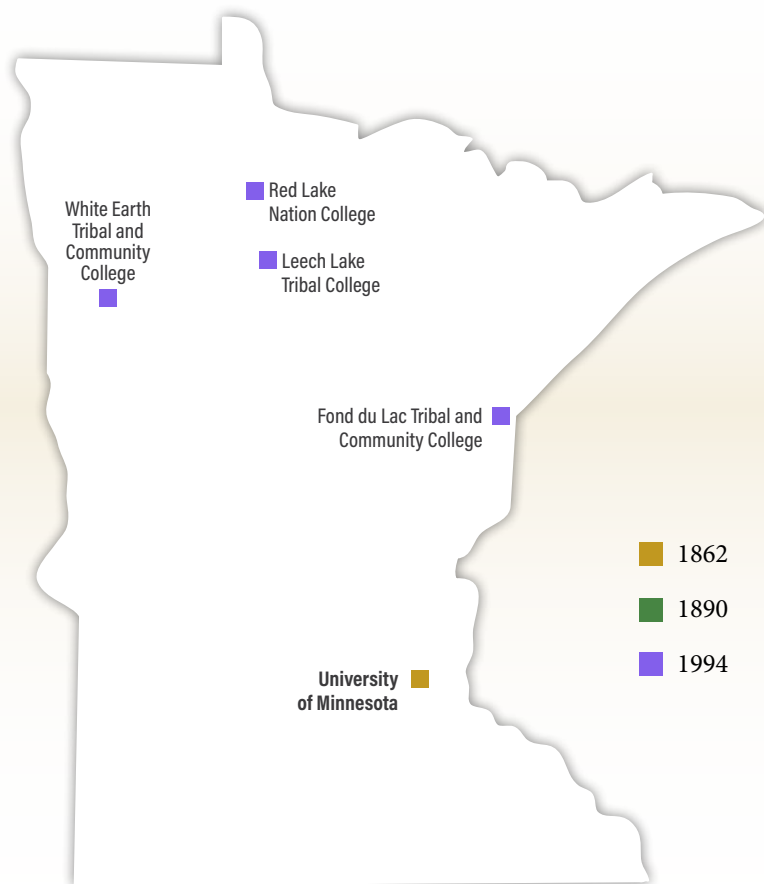 Red Lake
Nation College
White Earth
Tribal and
Community
College
Leech Lake
Tribal College
Fond du Lac Tribal and
Community College
1862
1890
1994
University
of Minnesota